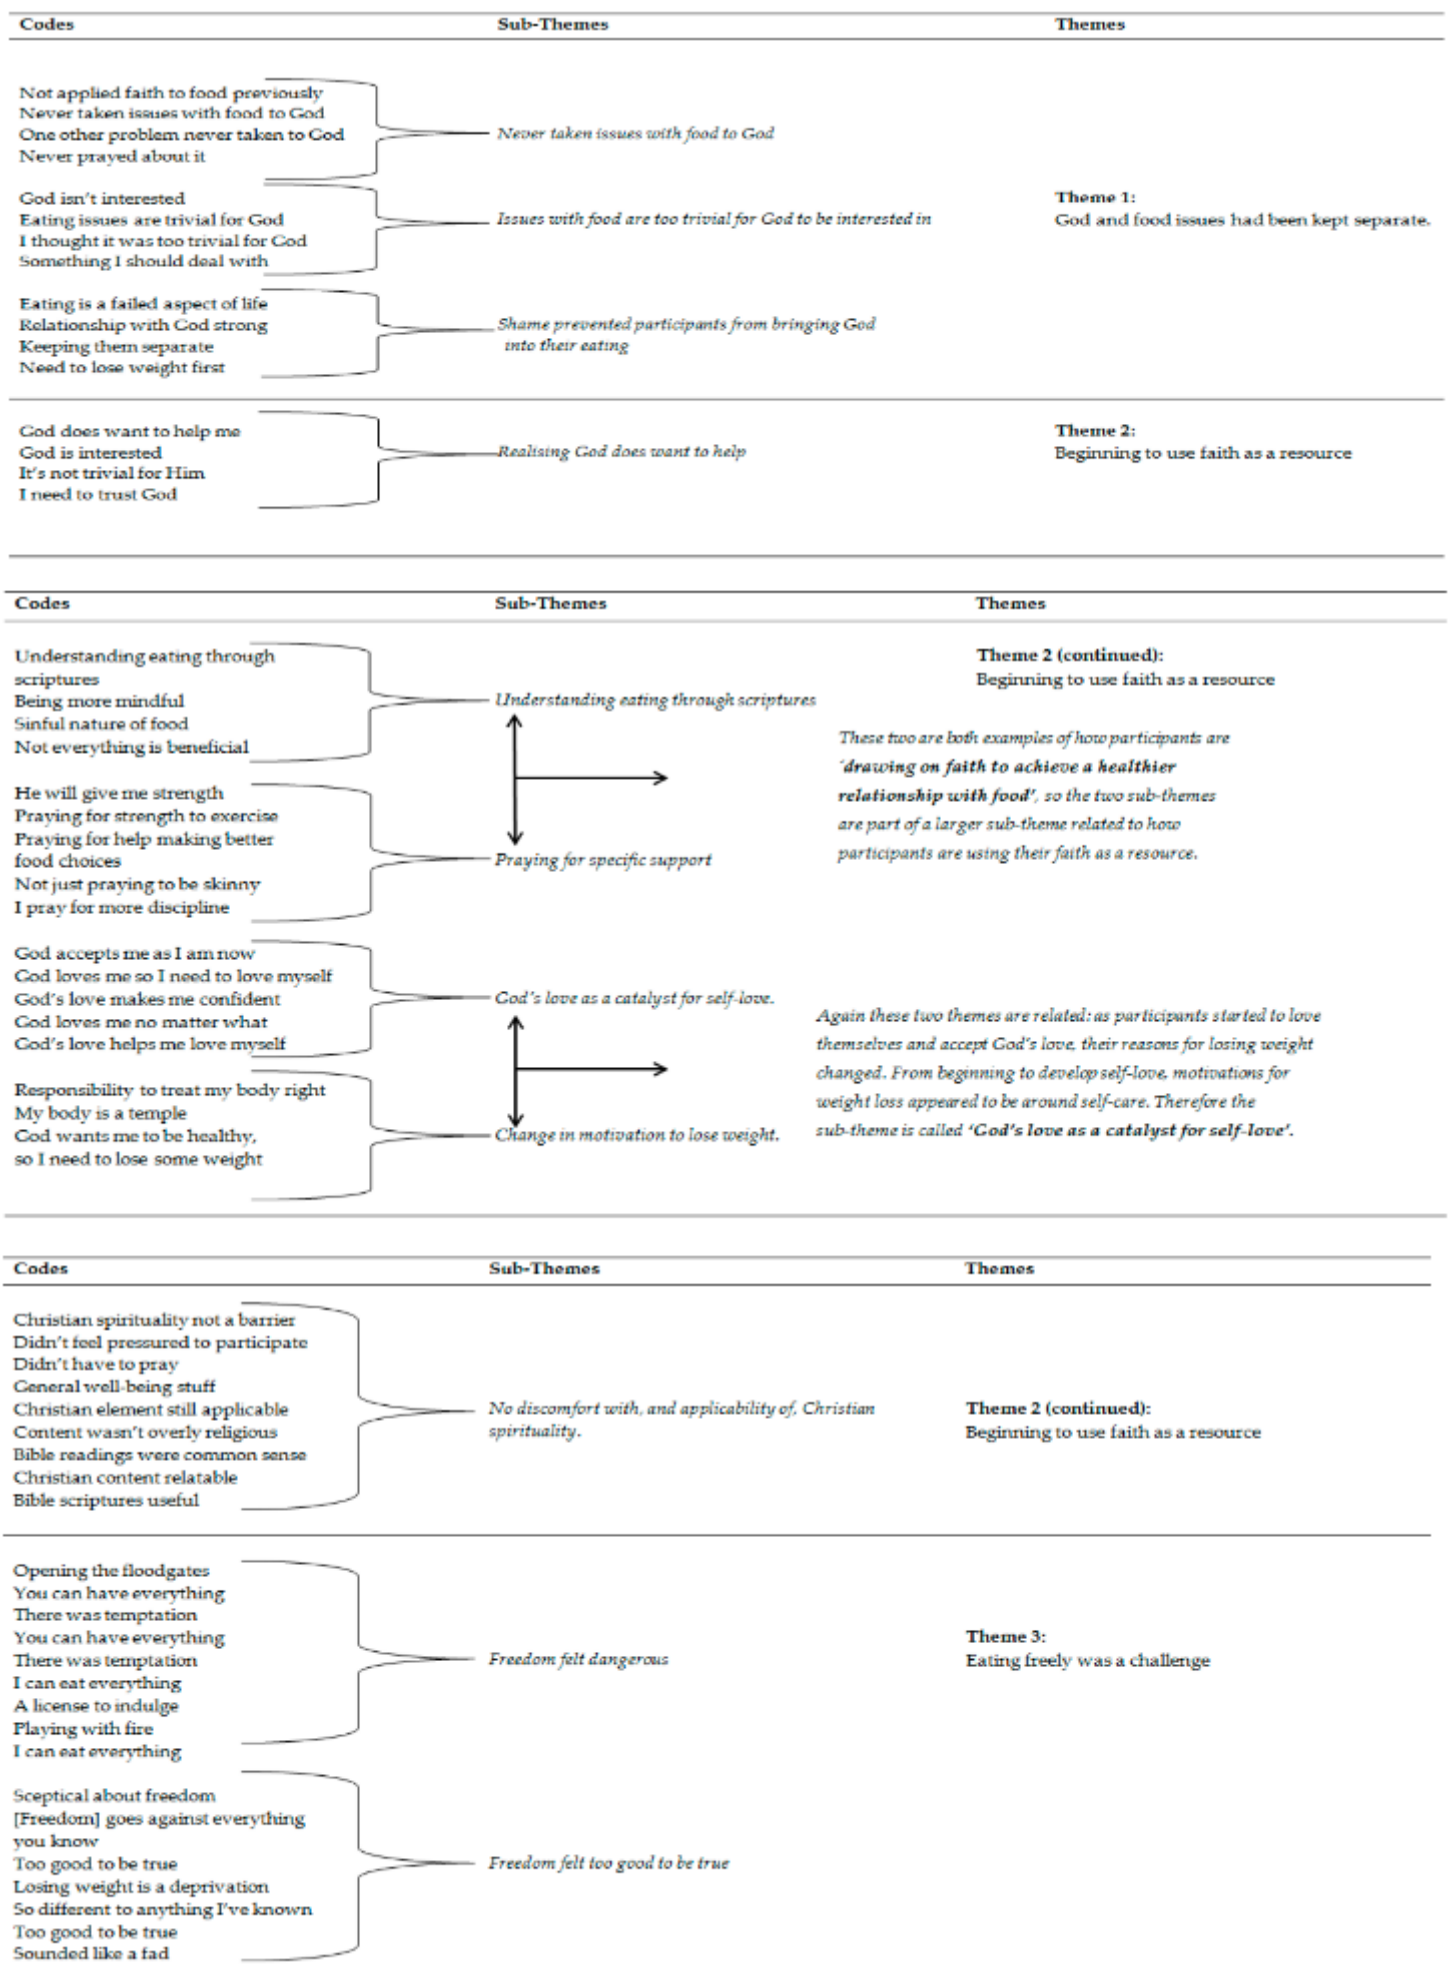 Codes Sub-Themes Themes
Not applied faith to food previously
Never taken issues with food to God
One other problem never taken to God
Never prayed about it
Never taken issues with food to God
God isn't interested
Eating issues are trivial for God
I thought it was too trivial for God
Something I should deal with
Issues with food are too trivial for God to be interested in
Theme 1:
God and food issues had been kept separate.
Eating is a failed aspect of life
Relationship with God strong
Keeping them separate
Need to lose weight first
Shame prevented participants from bringing God
into their eating
God does want to help me
God is interested
It's not trivial for Him
I need to trust God
Realising God does want to help
Theme 2:
Beginning to use faith as a resource
Codes Sub-Themes Themes
Understanding eating through
scriptures
Being more mindful
Sinful nature of food
Not everything is beneficial
Understanding eating through scriptures
Theme 2 (continued):
Beginning to use faith as a resource
He will give me strength
Praying for strength to exercise
Praying for help making better
food choices
Not just praying to be skinny
I pray for more discipline
Praying for specific support
These two are both examples of how participants are
'drawing on faith to achieve a healthier
relationship with food', so the two sub-themes
are part of a larger sub-theme related to how
participants are using their faith as a resource.
God accepts me as I am now
God loves me so I need to love myself
God's love makes me confident
God loves me no matter what
God's love helps me love myself
God's love as a catalyst for self-love.
Responsibility to treat my body right
My body is a temple
God wants me to be healthy,
so I need to lose some weight
Change in motivation to lose weight.
Again these two themes are related: as participants started to love
themselves and accept God's love, their reasons for losing weight
changed. From beginning to develop self-love, motivations for
weight loss appeared to be around self-care. Therefore the
sub-theme is called 'God's love as a catalyst for self-love'.
Codes Sub-Themes Themes
Christian spirituality not a barrier
Didn't feel pressured to participate
Didn't have to pray
General well-being stuff
Christian element still applicable
Content wasn't overly religious
Bible readings were common sense
Christian content relatable
Bible scriptures useful
No discomfort with, and applicability of, Christian
spirituality.
Theme 2 (continued):
Beginning to use faith as a resource
Opening the floodgates
You can have everything
There was temptation
You can have everything
There was temptation
I can eat everything
A license to indulge
Playing with fire
I can eat everything
Freedom felt dangerous
Theme 3:
Eating freely was a challenge
Sceptical about freedom
[Freedom] goes against everything
you know
Too good to be true
Losing weight is a deprivation
So different to anything I've known
Too good to be true
Sounded like a fad
Freedom felt too good to be true